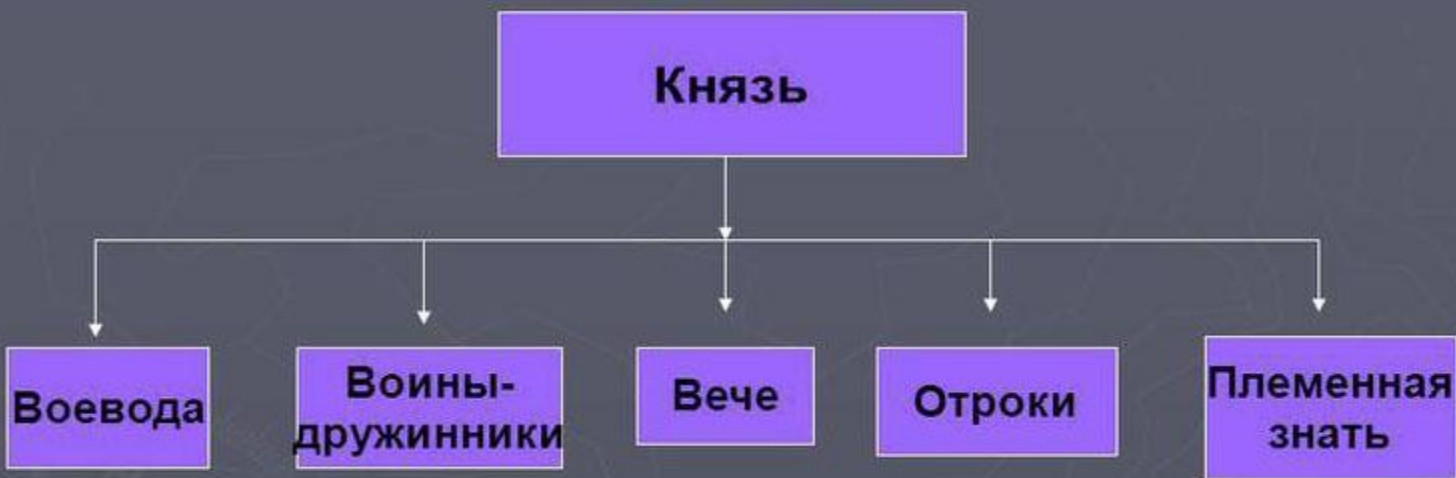 Князь
Воевода
Воины-
дружинники
Вече
Отроки
Племенная
знать